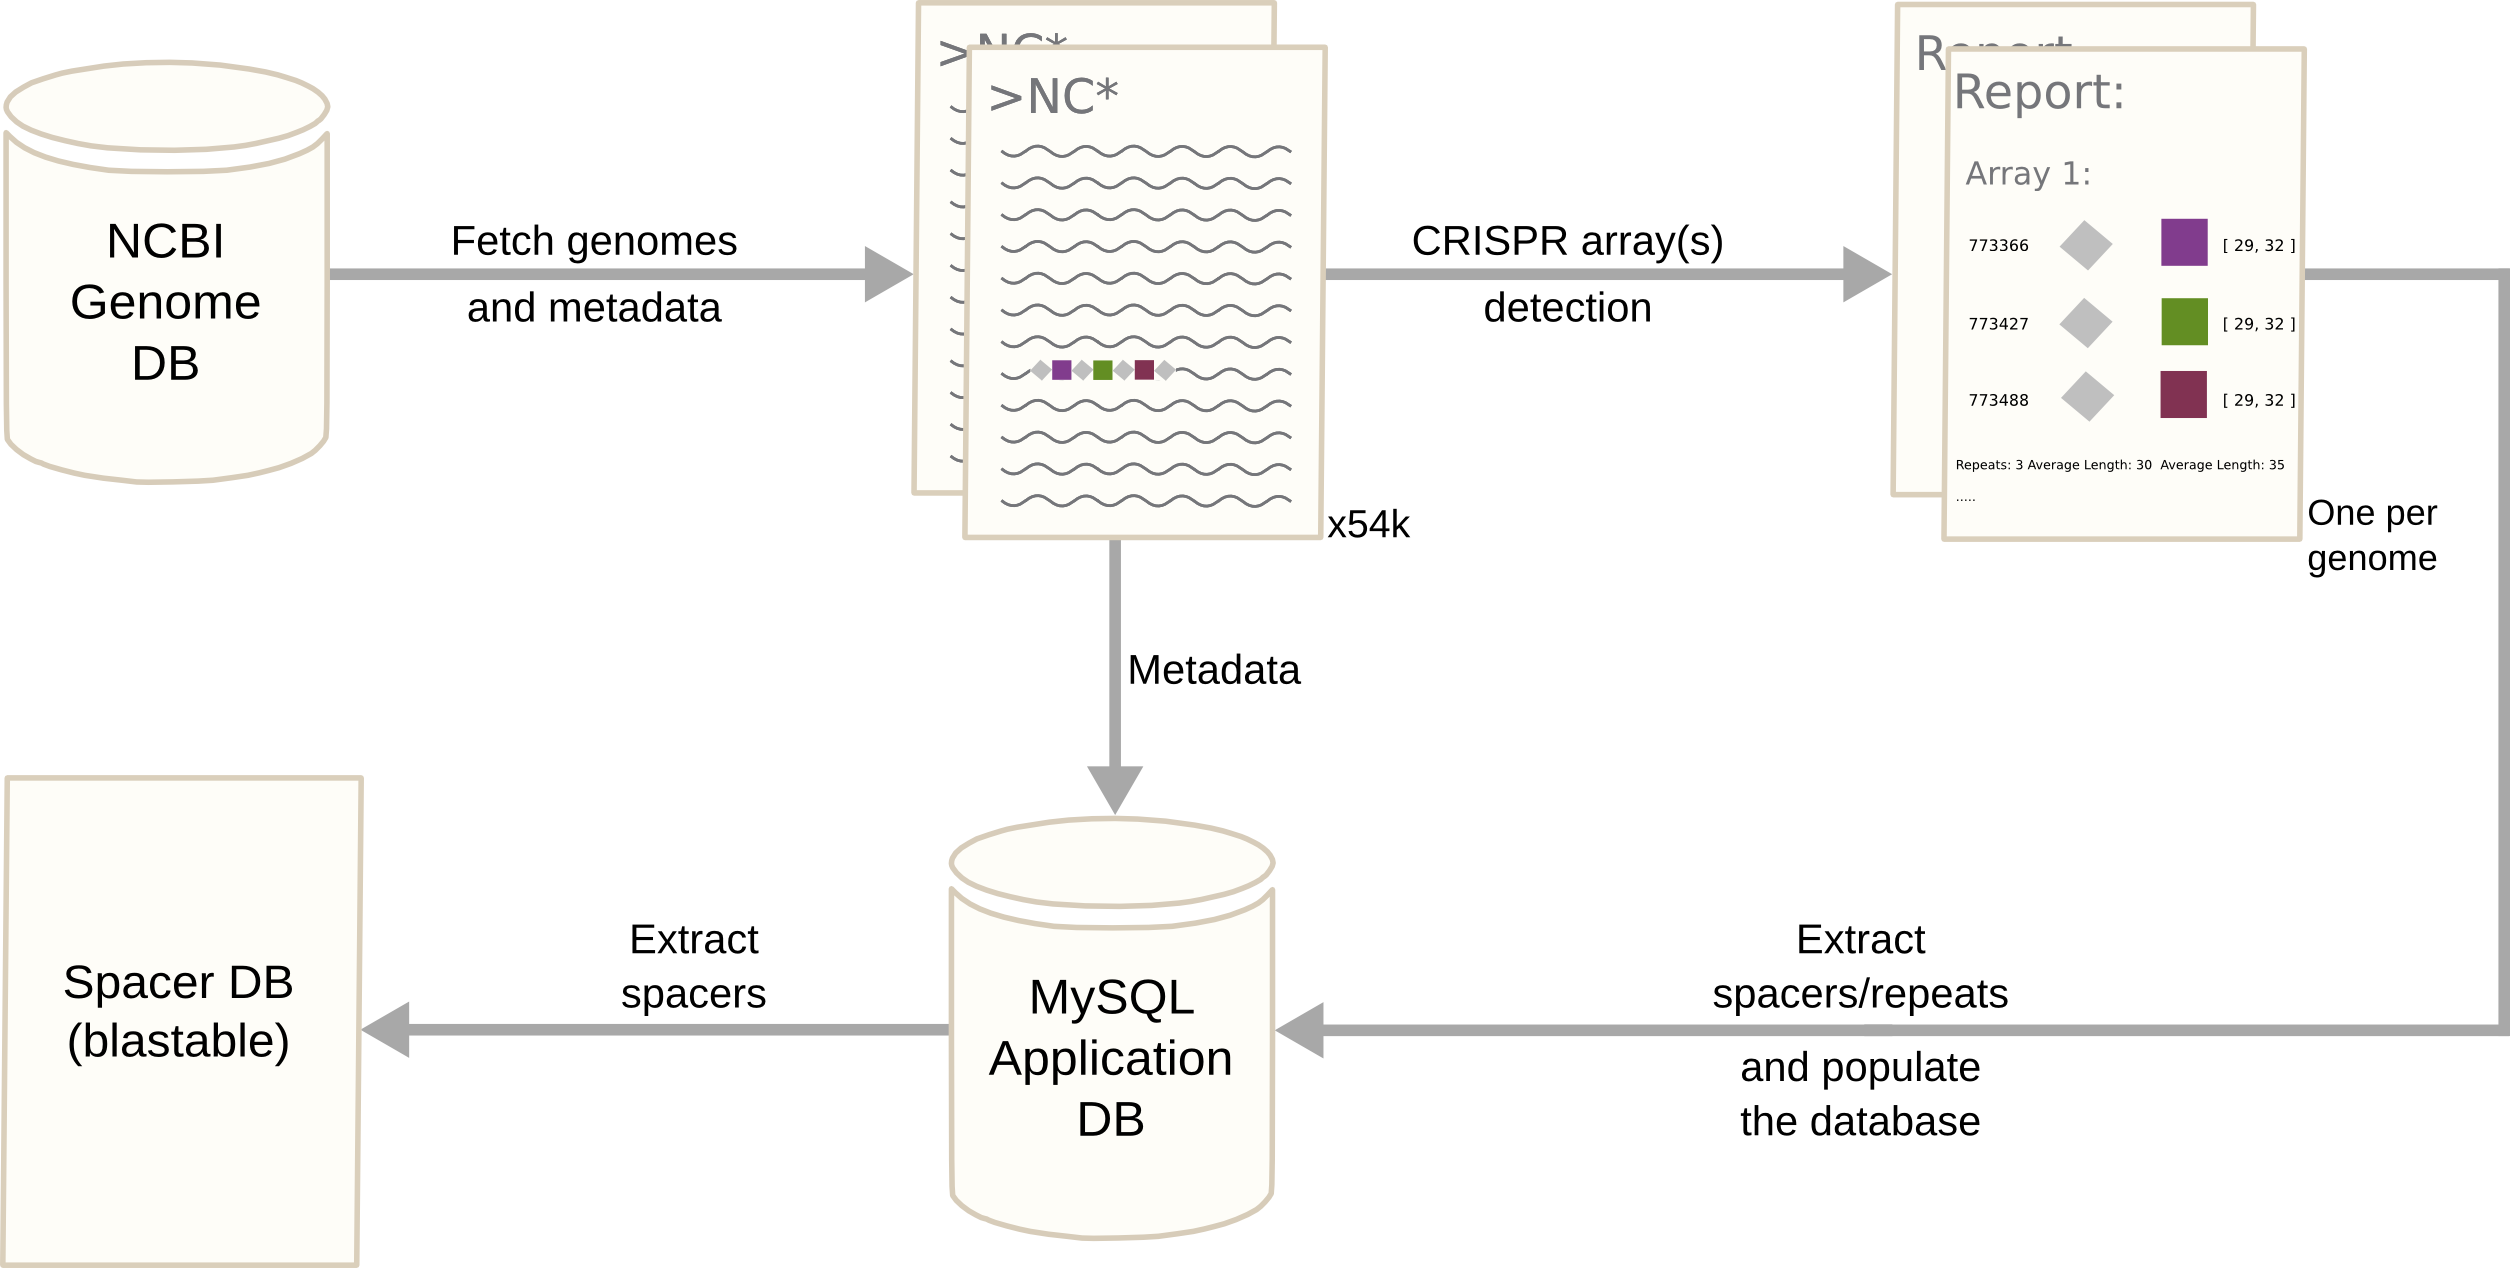 NCBI
Genome
DB
Fetch genomes
and metadata
>NC*
>NC*
x54k
CRISPR array(s)
detection
Report:
Array 1:
773366 [ 29, 32 ]
773427 [ 29, 32 ]
773488 [ 29, 32 ]
Repeats: 3 Average Length: 30 Average Length: 35
.....
One per
genome
Metadata
Extract
spacers/repeats
and populate
the database
MySQL
Application
DB
Extract
spacers
Spacer DB
(blastable)